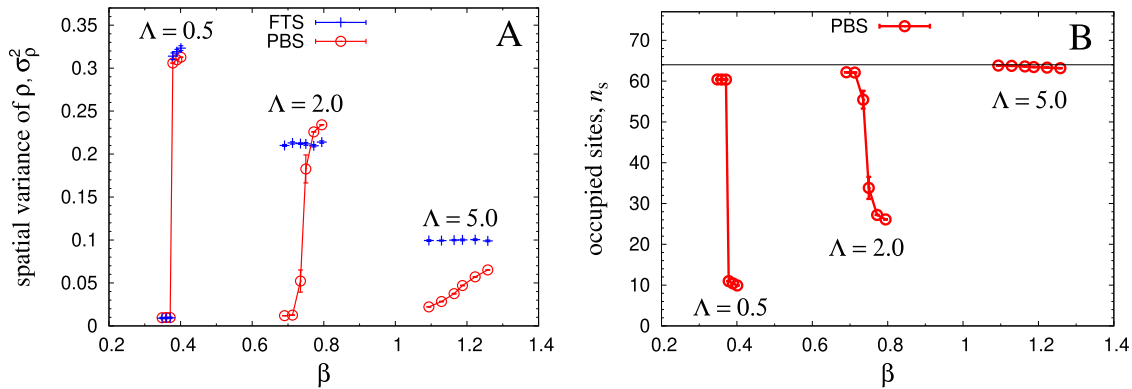 FTS
PBS
A
Λ = 0.5
Λ = 2.0
Λ = 5.0
spatial variance of ρ, σ²ρ
0.35
0.3
0.25
0.2
0.15
0.1
0.05
0
0.2 0.4 0.6 0.8 1 1.2 1.4
β
PBS
B
Λ = 5.0
Λ = 2.0
Λ = 0.5
occupied sites, nₛ
70
60
50
40
30
20
10
0
0.2 0.4 0.6 0.8 1 1.2 1.4
β